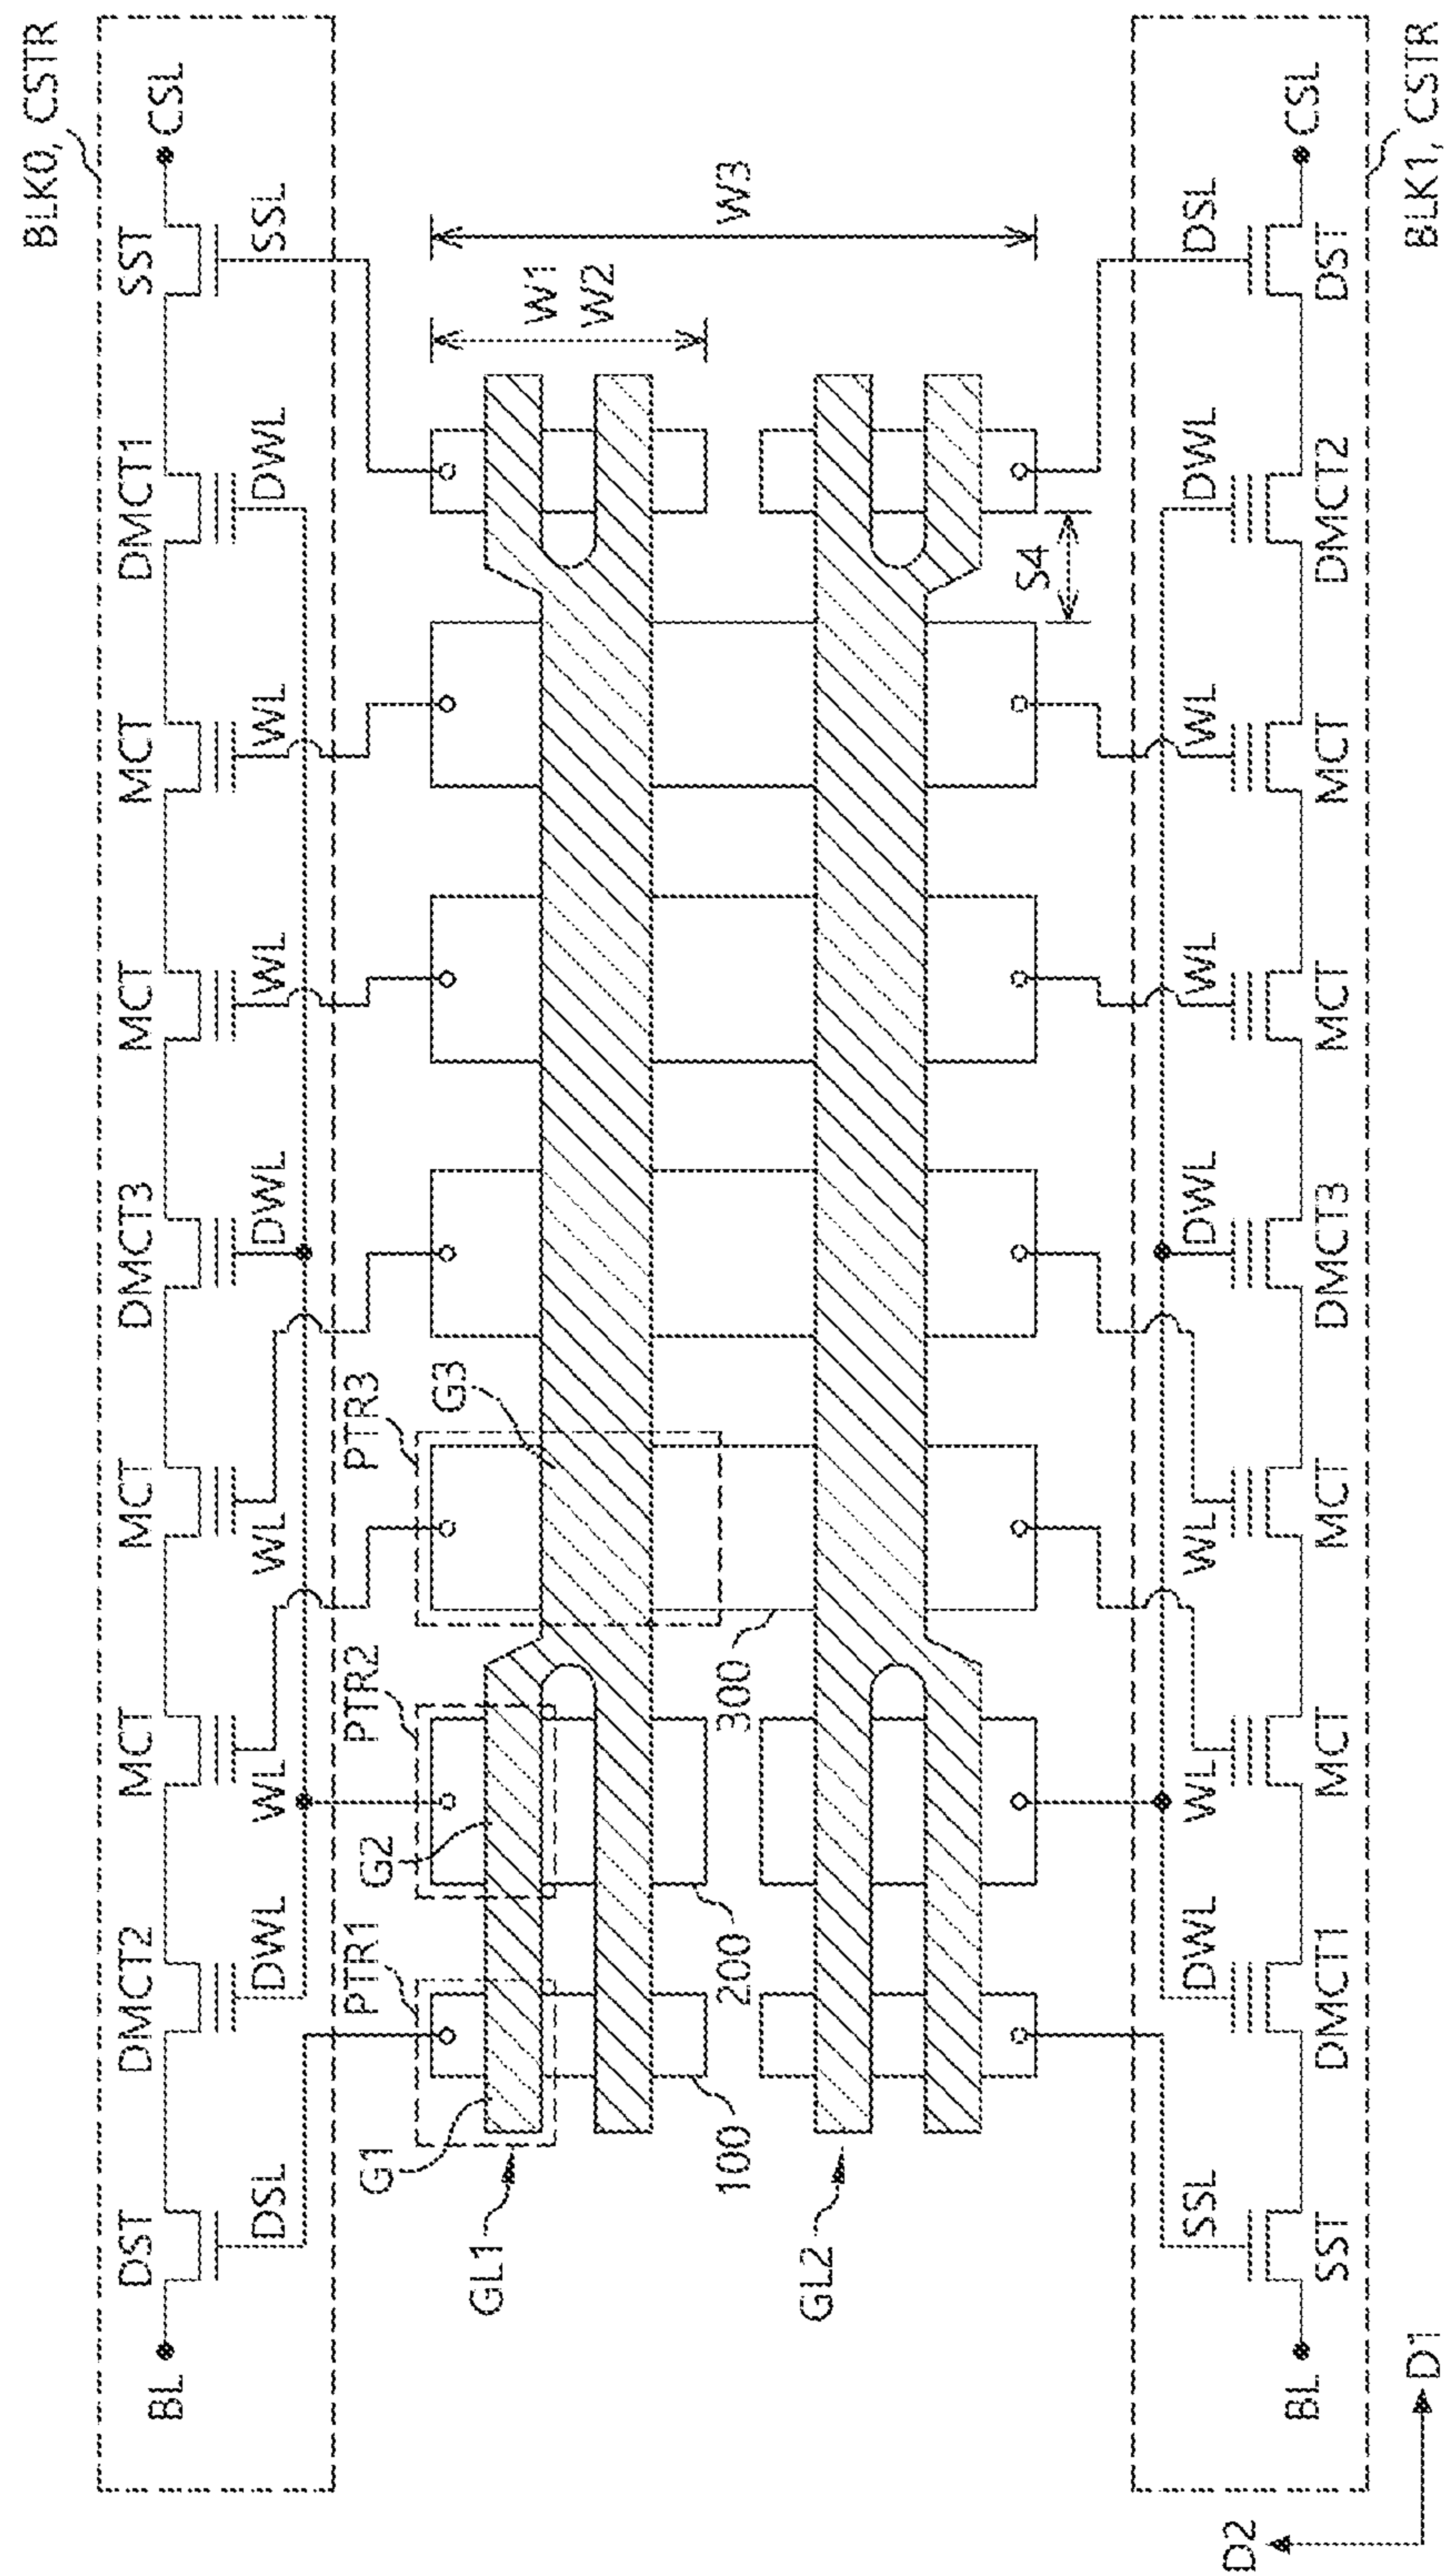 BLK0, CSTR
BL
DST
DMCT2
MCT
MCT
DMCT3
MCT
MCT
DMCT1
SST
CSL
DSL
DWL
WL
WL
DWL
WL
WL
DWL
SSL
G1
PTR1
G2
PTR2
PTR3
G3
W1
W2
W3
GL1
100
200
300
GL2
S4
SSL
DWL
WL
WL
DWL
WL
WL
DWL
DSL
BL
SST
DMCT1
MCT
MCT
DMCT3
MCT
MCT
DMCT2
DST
CSL
BLK1, CSTR
D2
D1